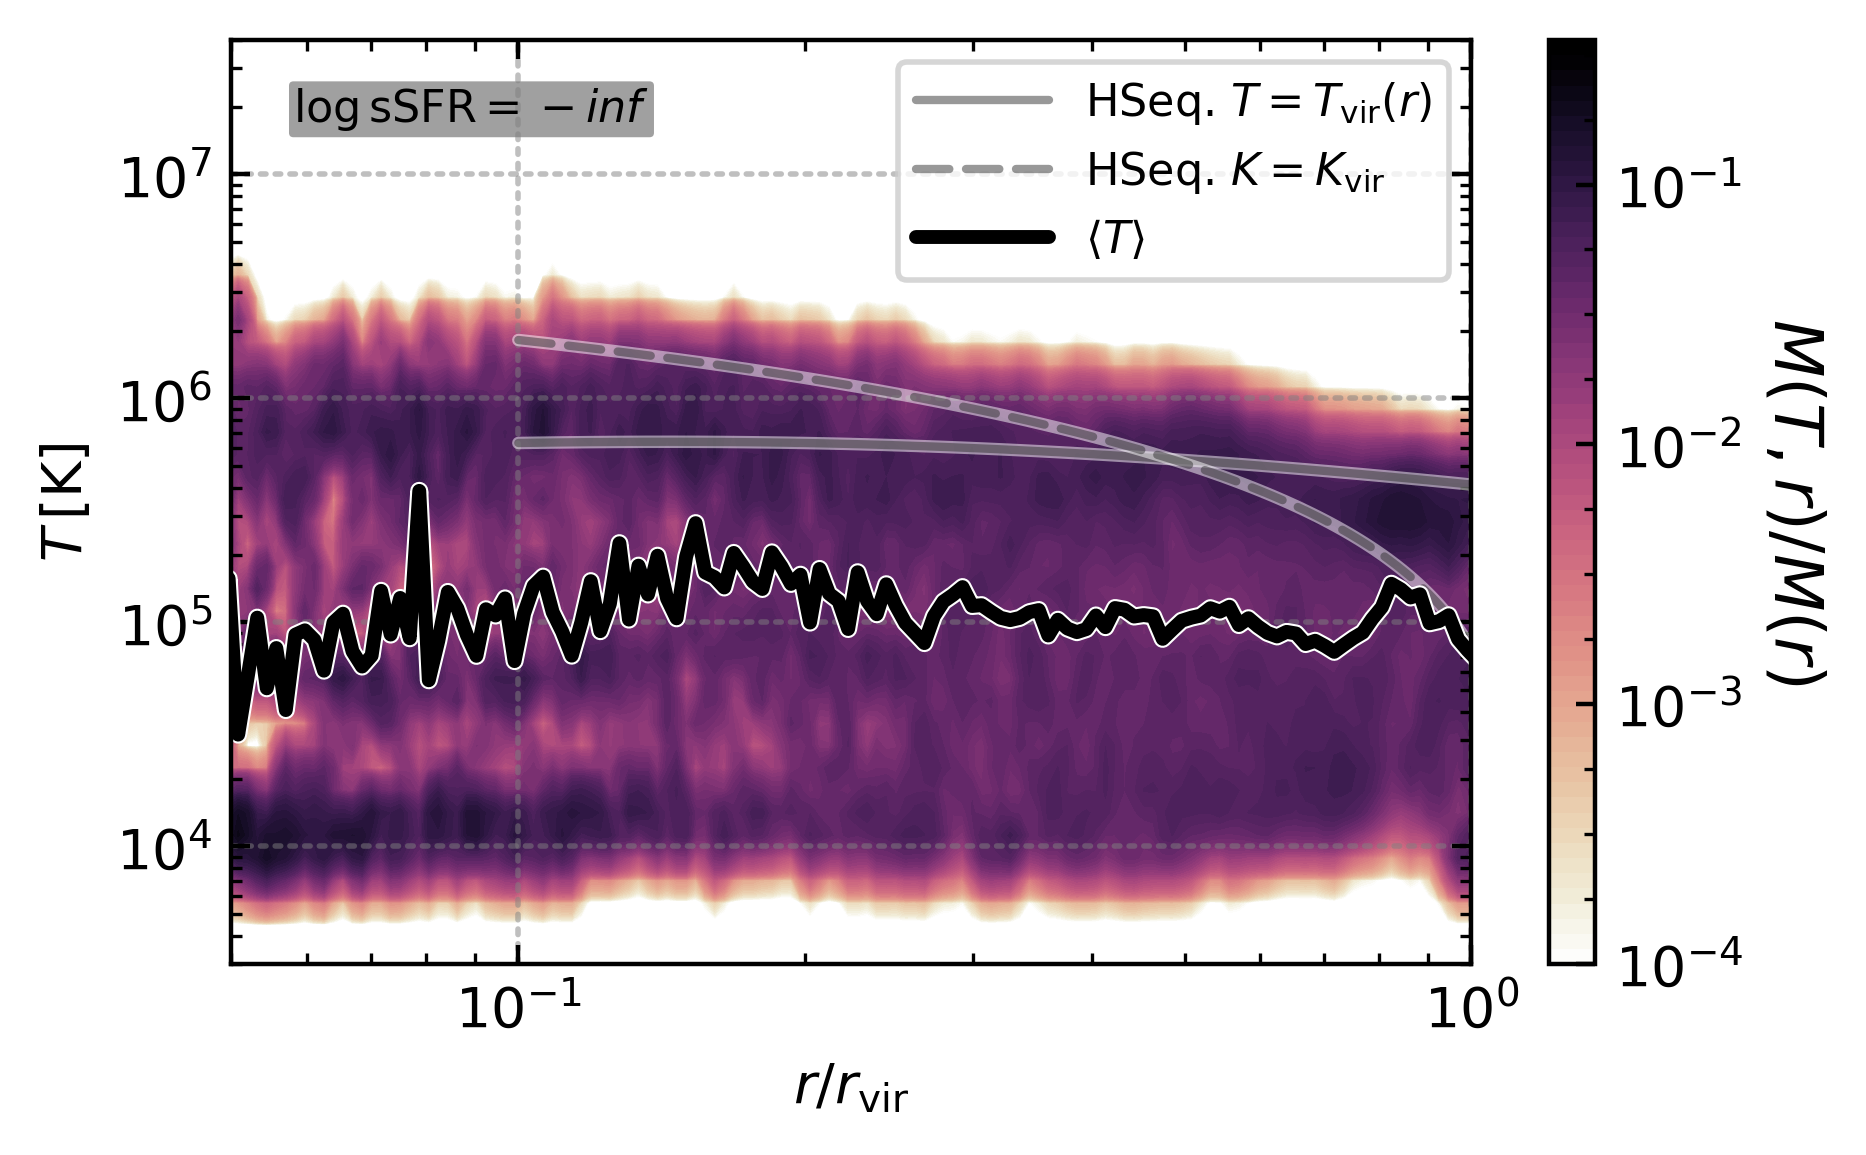 log sSFR = −inf
HSeq. T = T_vir(r)
HSeq. K = K_vir
⟨T⟩
10^7
10^6
10^5
10^4
T [K]
10^−1
10^0
r/r_vir
10^−1
10^−2
10^−3
10^−4
M(T, r)/M(r)